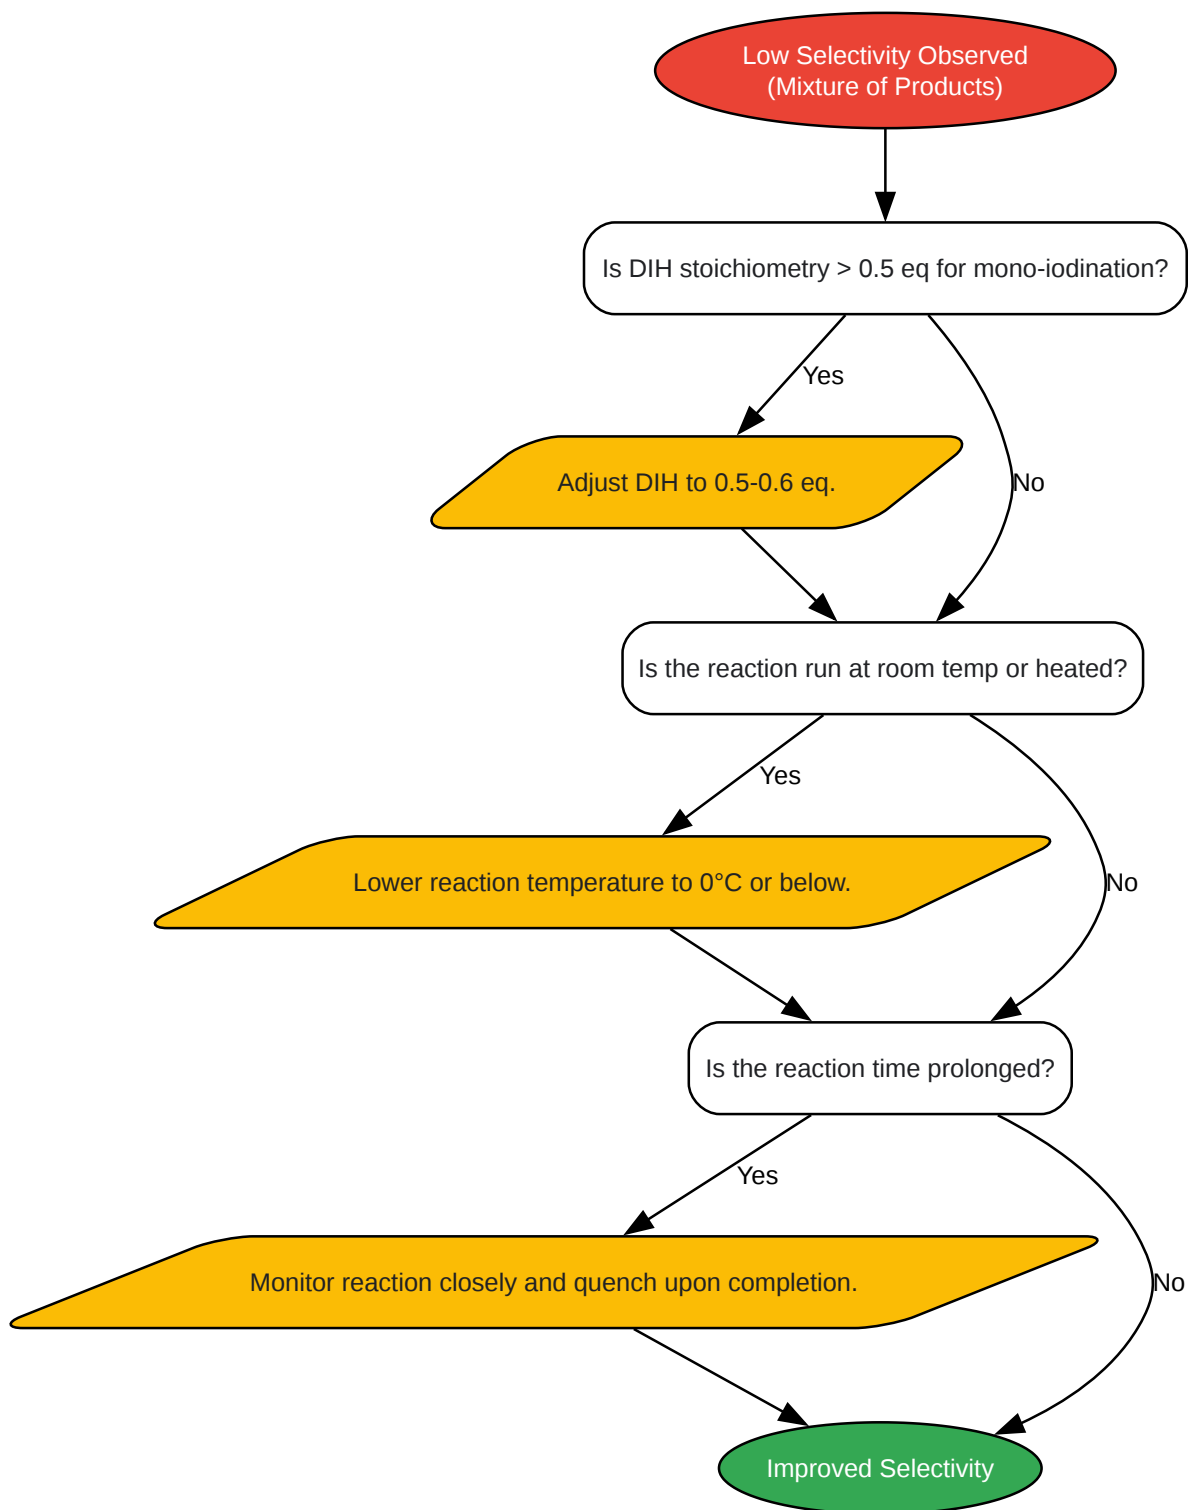 Low Selectivity Observed
(Mixture of Products)
Is DIH stoichiometry > 0.5 eq for mono-iodination?
Yes
Adjust DIH to 0.5-0.6 eq.
No
Is the reaction run at room temp or heated?
Yes
Lower reaction temperature to 0°C or below.
No
Is the reaction time prolonged?
Yes
Monitor reaction closely and quench upon completion.
No
Improved Selectivity